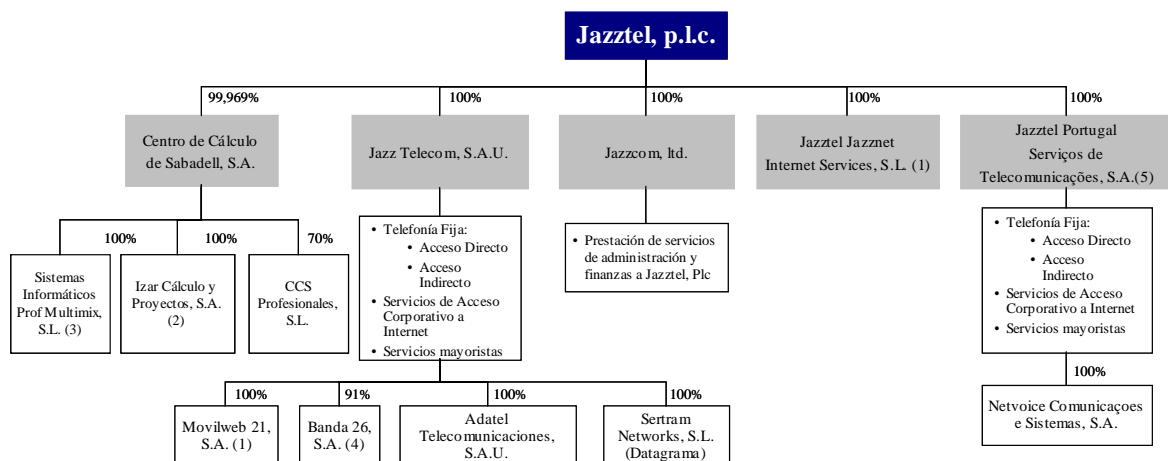 Jazztel, p.l.c.
99,969%
100%
100%
100%
100%
Centro de Cálculo
de Sabadell, S.A.
Jazz Telecom, S.A.U.
Jazzcom, ltd.
Jazztel Jazznet
Internet Services, S.L. (1)
Jazztel Portugal
Serviços de
Telecomunicações, S.A.(5)
100%
100%
70%
Sistemas
Informáticos
Prof Multimix,
S.L. (3)
Izar Cálculo y
Proyectos, S.A.
(2)
CCS
Profesionales,
S.L.
• Telefonía Fija:
• Acceso Directo
• Acceso
Indirecto
• Servicios de Acceso
Corporativo a
Internet
• Servicios mayoristas
• Prestación de servicios
de administración y
finanzas a Jazztel, Plc
• Telefonía Fija:
• Acceso Directo
• Acceso
Indirecto
• Servicios de Acceso
Corporativo a Internet
• Servicios mayoristas
100%
91%
100%
100%
100%
Movilweb 21,
S.A. (1)
Banda 26,
S.A. (4)
Adatel
Telecomunicaciones,
S.A.U.
Sertram
Networks, S.L.
(Datagrama)
Netvoice Comunicaçoes
e Sistemas, S.A.